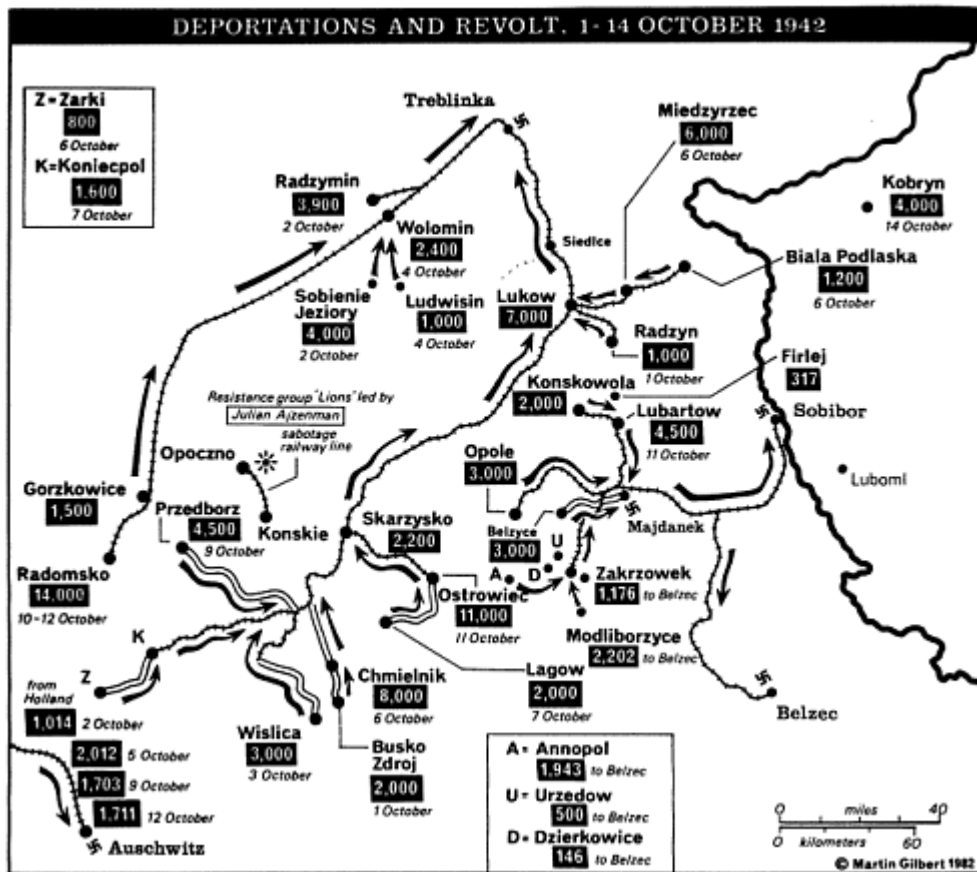 DEPORTATIONS AND REVOLT. 1-14 OCTOBER 1942
Z=Zarki
800
6 October
K=Koniecpol
1.600
7 October
Treblinka
Miedzyrzec
6.000
6 October
Radzymin
3,900
2 October
Kobryn
4,000
14 October
Wolomin
2,400
4 October
Siedlce
Biala Podlaska
1.200
6 October
Sobienie
Jeziory
4,000
2 October
Ludwisin
1,000
4 October
Lukow
7,000
Radzyn
1,000
1 October
Firlej
317
Konskowola
2,000
Sobibor
Lubartow
4,500
11 October
Resistance group "Lions" led by
Julian Ajzenman
sabotage
railway line
Opoczno
Opole
3.000
Luboml
Gorzkowice
1,500
Przedborz
4,500
9 October
Konskie
Skarzysko
2,200
Belzyce
3,000
Majdanek
U
A
D
Zakrzowek
1,176 to Belzec
Radomsko
14,000
10-12 October
Ostrowiec
11,000
11 October
Modliborzyce
2,202 to Belzec
K
Z
Lagow
2,000
7 October
Chmielnik
8,000
6 October
from
Holland
1,014 2 October
2,012 5 October
1,703 9 October
1,711 12 October
Auschwitz
Wislica
3,000
3 October
Busko
Zdroj
2,000
1 October
Belzec
A= Annopol
1,943 to Belzec
U= Urzedow
500 to Belzec
D= Dzierkowice
146 to Belzec
0 miles 40
0 kilometers 60
© Martin Gilbert 1982